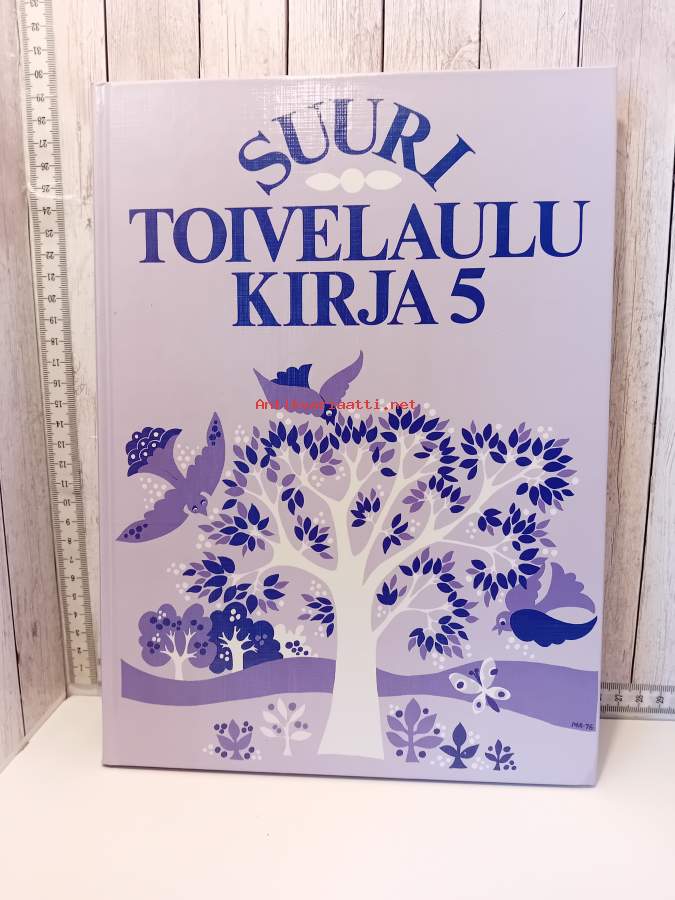 SUURI
TOIVELAULU
KIRJA 5
Antikvariaatti.net